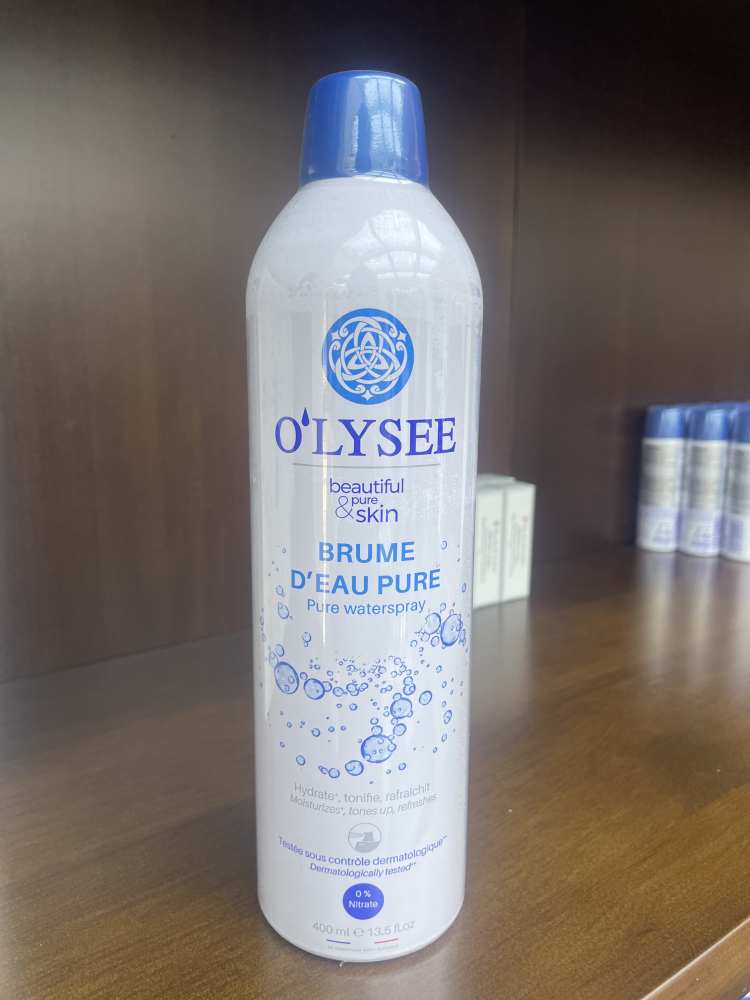 O'LYSEE
beautiful
pure
& skin
BRUME
D'EAU PURE
Pure waterspray
Hydrate*, tonifie, rafraîchit
Moisturizes*, tones up, refreshes
Testée sous contrôle dermatologique**
Dermatologically tested**
0 %
Nitrate
400 ml ℮ 13.5 fl.oz